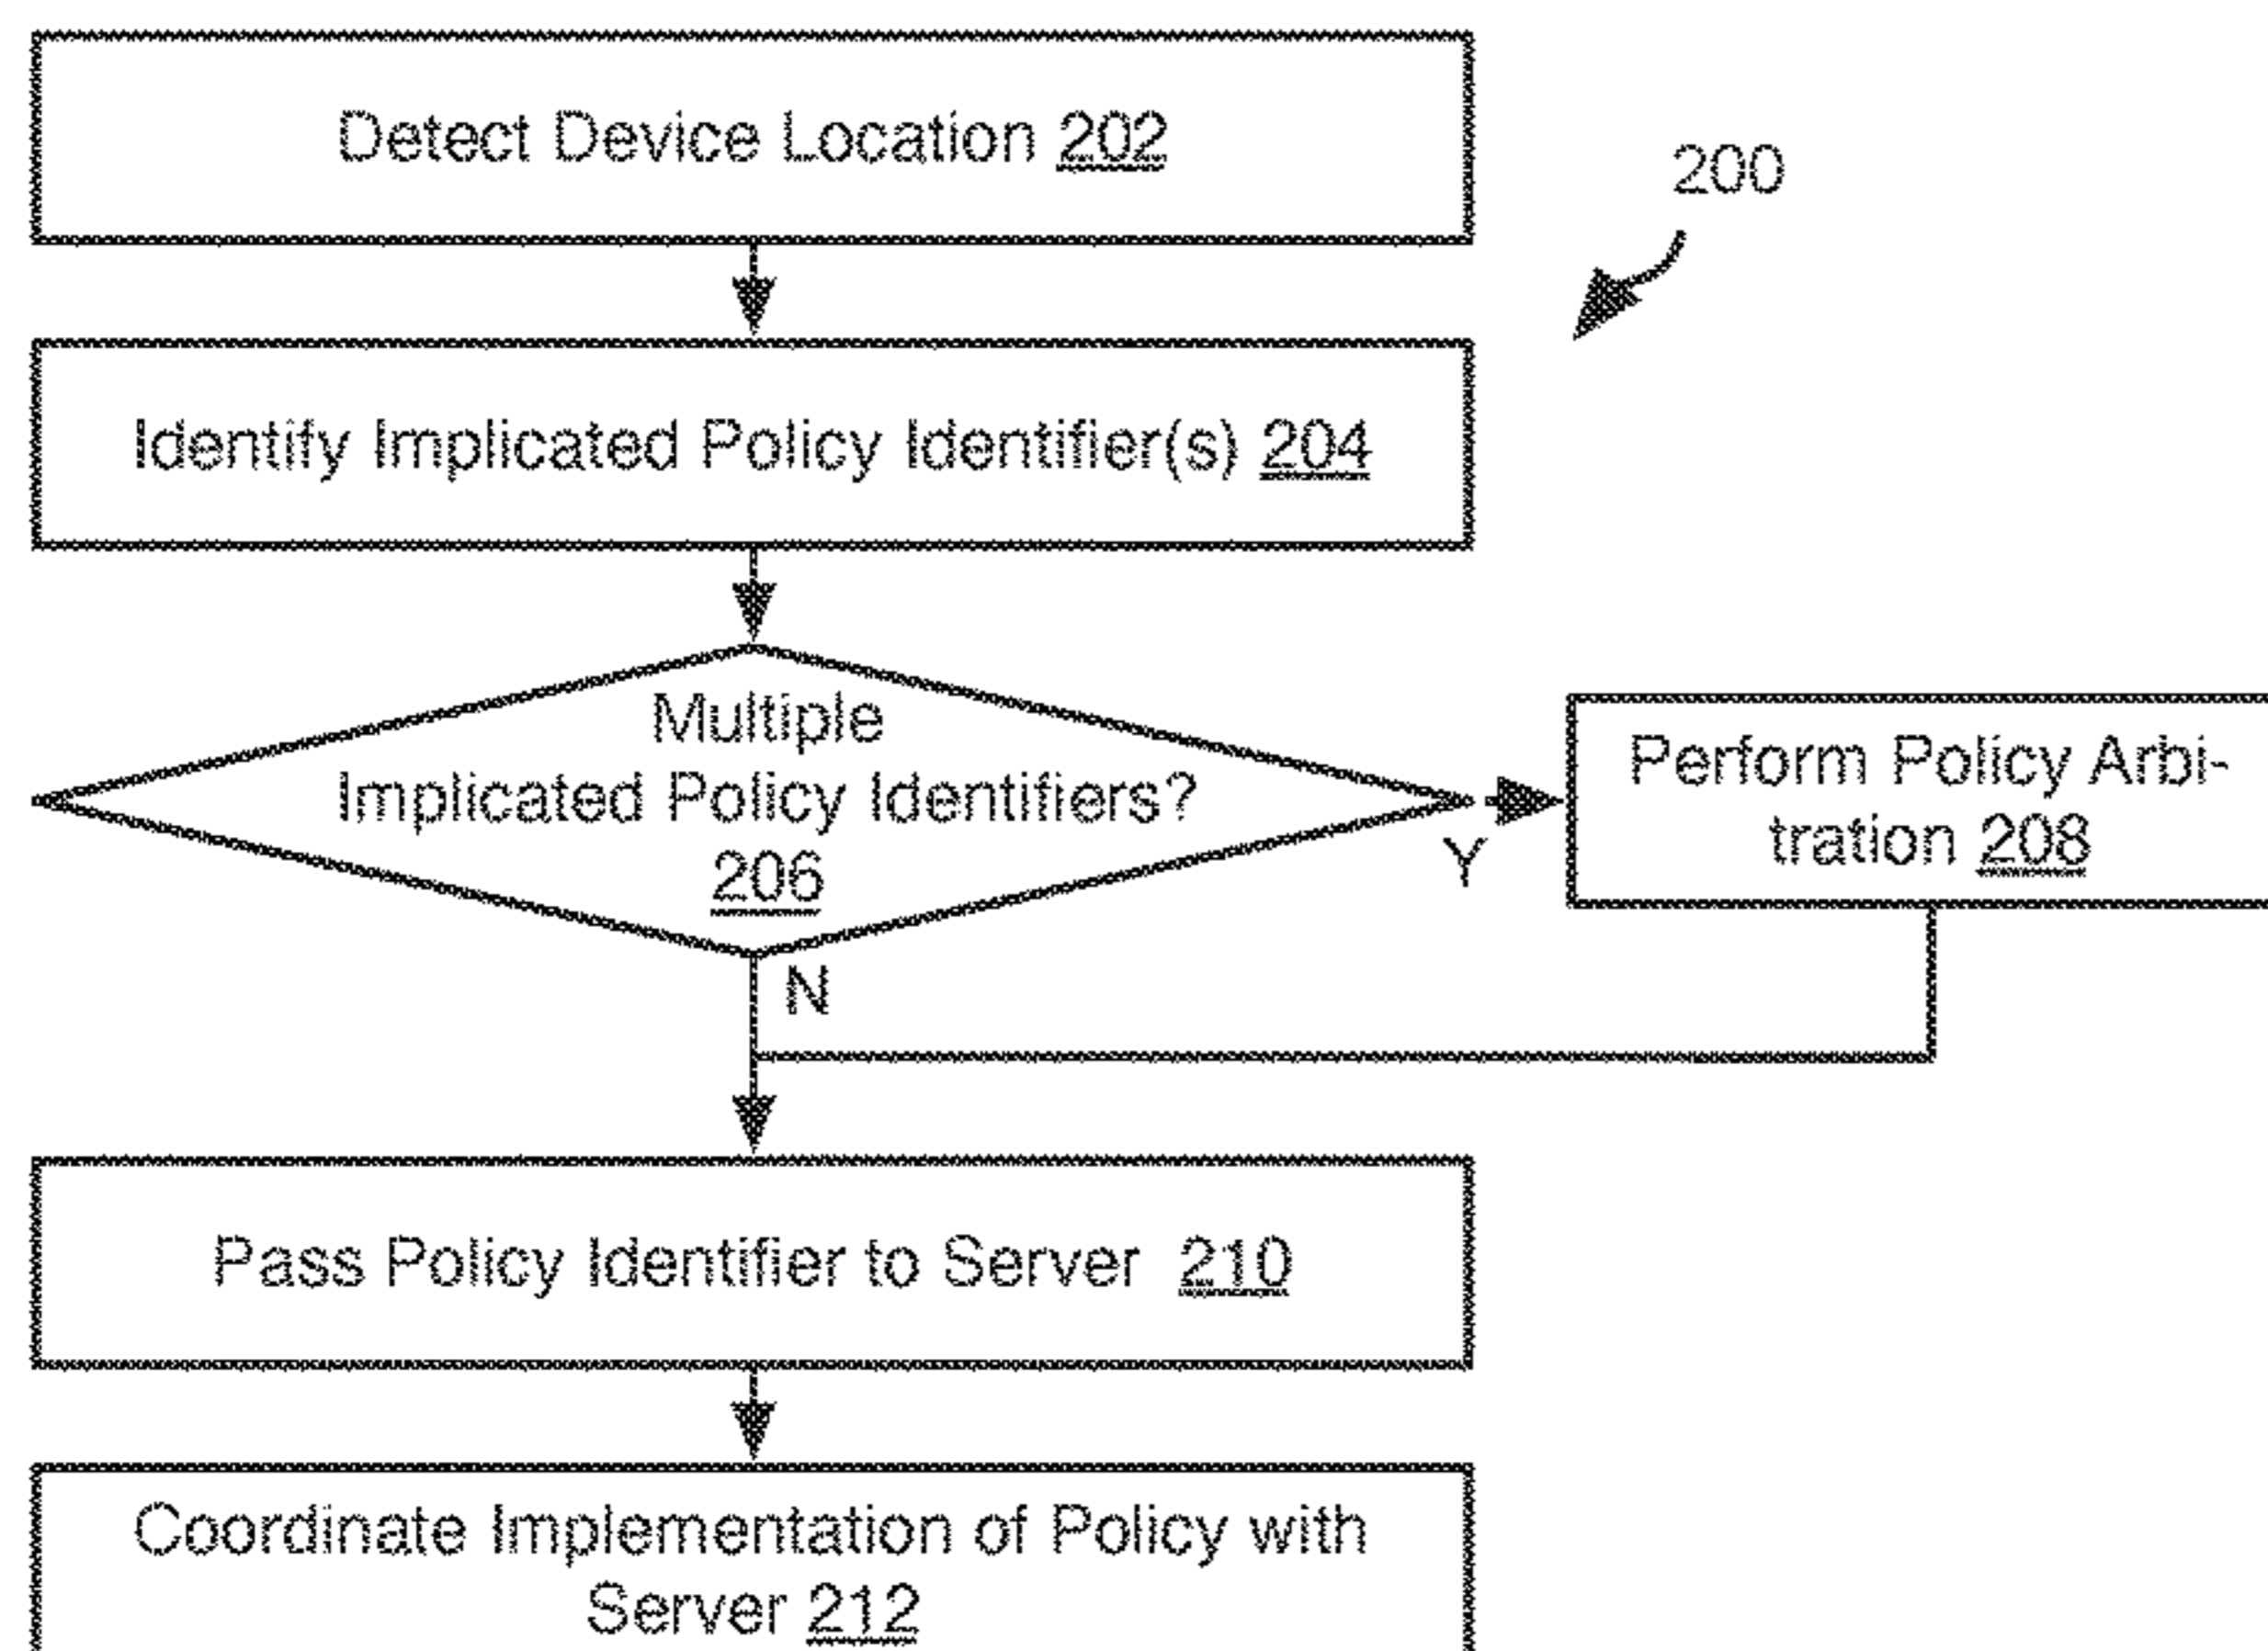 Detect Device Location 202
200
Identify Implicated Policy Identifier(s) 204
Multiple
Implicated Policy Identifiers?
206
Y
Perform Policy Arbi-
tration 208
N
Pass Policy Identifier to Server 210
Coordinate Implementation of Policy with
Server 212